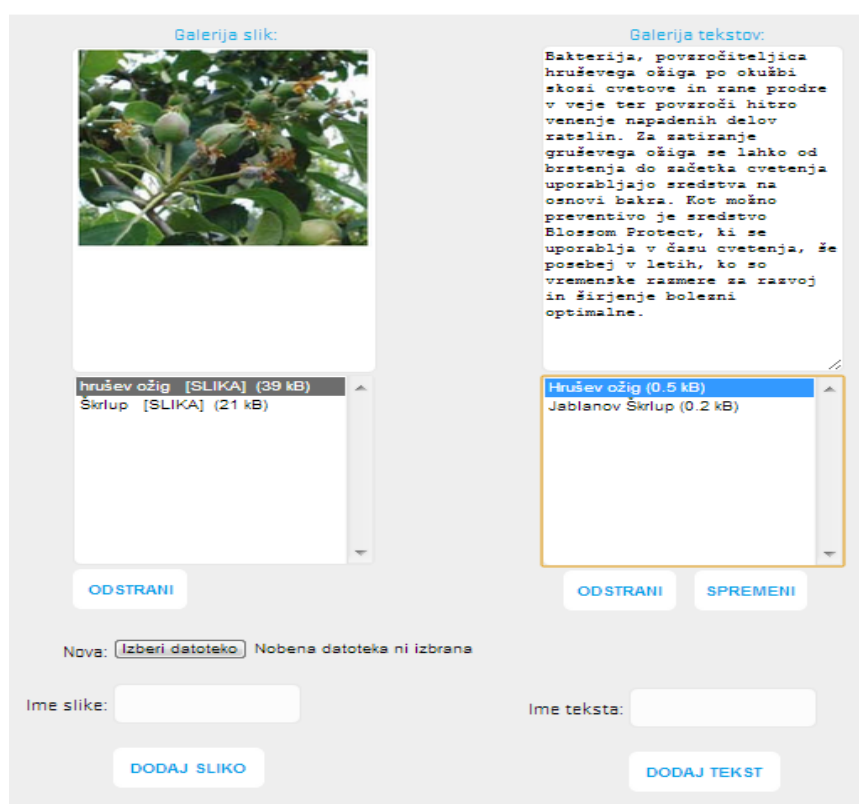 Galerija slik:
hrušev ožig [SLIKA] (39 kB)
Škrlup [SLIKA] (21 kB)
ODSTRANI
Nova: Izberi datoteko Nobena datoteka ni izbrana
Ime slike:
DODAJ SLIKO
Galerija tekstov:
Bakterija, povzročiteljica
hruševega ožiga po okužbi
skozi cvetove in rane prodre
v veje ter povzroči hitro
venenje napadenih delov
ratslin. Za zatiranje
gruševega ožiga se lahko od
brstenja do začetka cvetenja
uporabljajo sredstva na
osnovi bakra. Kot možno
preventivo je sredstvo
Blossom Protect, ki se
uporablja v času cvetenja, še
posebej v letih, ko so
vremenske razmere za razvoj
in širjenje bolezni
optimalne.
Hrušev ožig (0.5 kB)
Jablanov Škrlup (0.2 kB)
ODSTRANI
SPREMENI
Ime teksta:
DODAJ TEKST